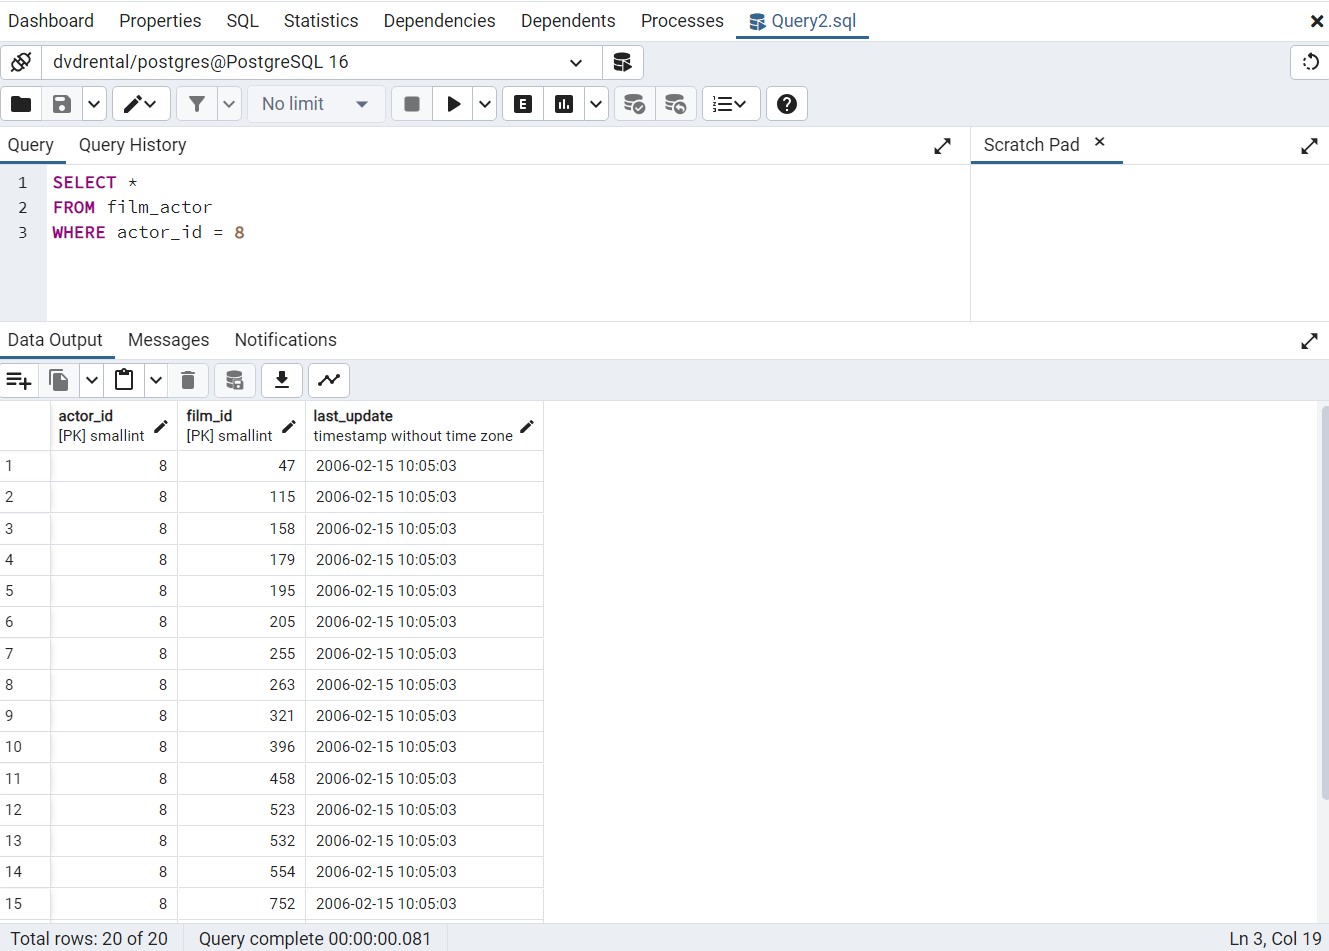 Dashboard Properties SQL Statistics Dependencies Dependents Processes Query2.sql
dvdrental/postgres@PostgreSQL 16
No limit E
Query Query History Scratch Pad
1 SELECT *
2 FROM film_actor
3 WHERE actor_id = 8
Data Output Messages Notifications
actor_id film_id last_update
[PK] smallint [PK] smallint timestamp without time zone
1 8 47 2006-02-15 10:05:03
2 8 115 2006-02-15 10:05:03
3 8 158 2006-02-15 10:05:03
4 8 179 2006-02-15 10:05:03
5 8 195 2006-02-15 10:05:03
6 8 205 2006-02-15 10:05:03
7 8 255 2006-02-15 10:05:03
8 8 263 2006-02-15 10:05:03
9 8 321 2006-02-15 10:05:03
10 8 396 2006-02-15 10:05:03
11 8 458 2006-02-15 10:05:03
12 8 523 2006-02-15 10:05:03
13 8 532 2006-02-15 10:05:03
14 8 554 2006-02-15 10:05:03
15 8 752 2006-02-15 10:05:03
Total rows: 20 of 20 Query complete 00:00:00.081 Ln 3, Col 19